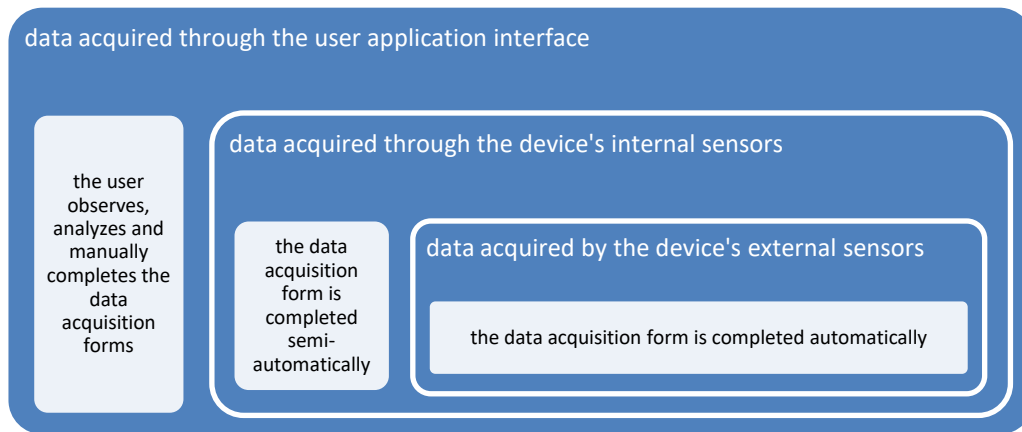 data acquired through the user application interface
the user
observes,
analyzes and
manually
completes the
data
acquisition
forms
data acquired through the device's internal sensors
the data
acquisition
form is
completed
semi-
automatically
data acquired by the device's external sensors
the data acquisition form is completed automatically